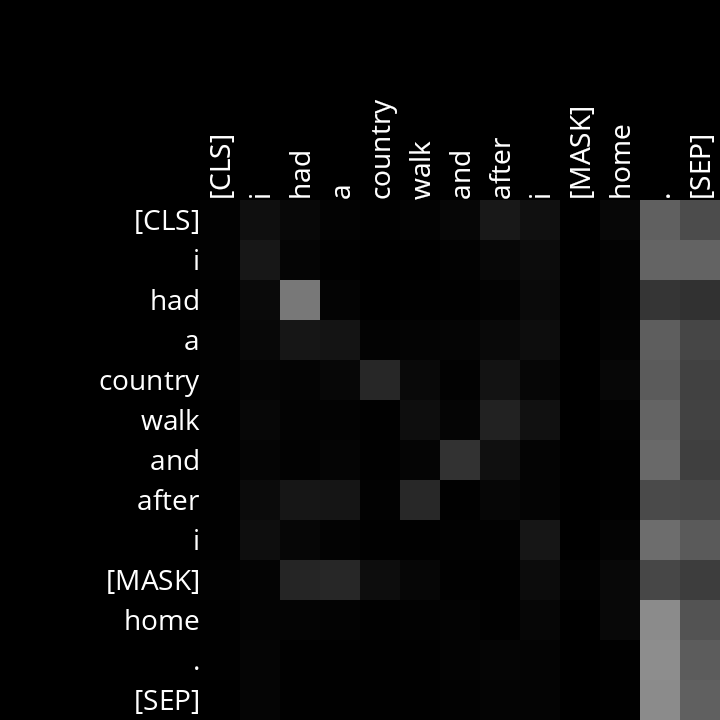 [CLS] i had a country walk and after i [MASK] home . [SEP]
[CLS]
i
had
a
country
walk
and
after
i
[MASK]
home
.
[SEP]